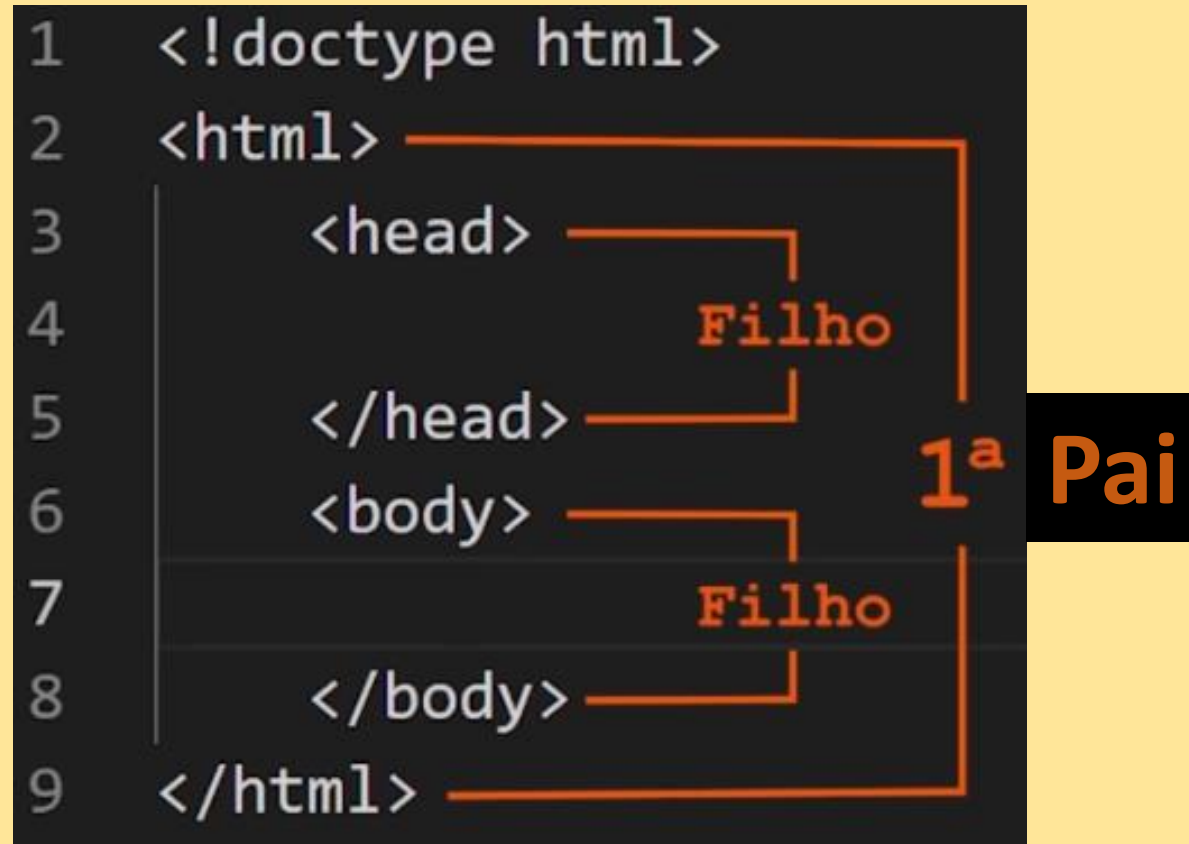 1 <!doctype html>
2 <html>
3 <head>
4 Filho
5 </head>
1ª Pai
6 <body>
7 Filho
8 </body>
9 </html>